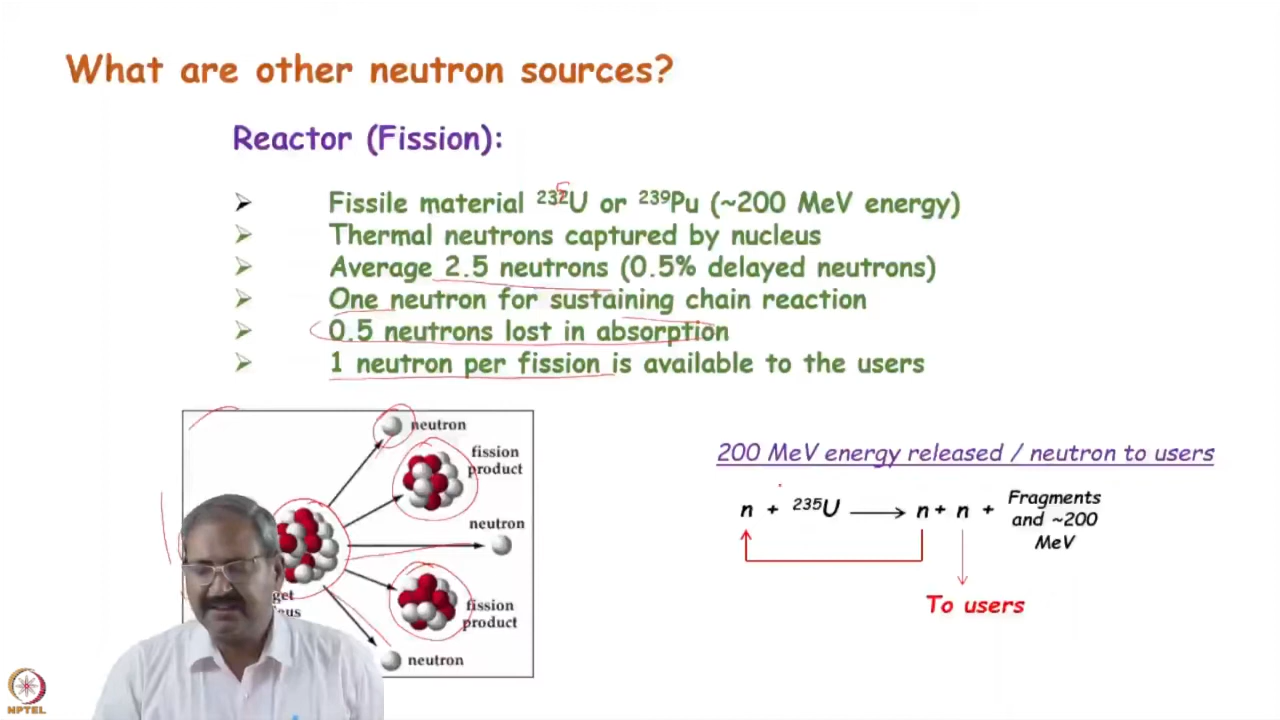 What are other neutron sources?
Reactor (Fission):
➢ Fissile material ²³²U or ²³⁹Pu (~200 MeV energy)
5
➢ Thermal neutrons captured by nucleus
➢ Average 2.5 neutrons (0.5% delayed neutrons)
➢ One neutron for sustaining chain reaction
➢ 0.5 neutrons lost in absorption
➢ 1 neutron per fission is available to the users
neutron
fission
product
neutron
fission
product
neutron
200 MeV energy released / neutron to users
n + ²³⁵U ⟶ n + n + Fragments
and ~200
MeV
To users
NPTEL